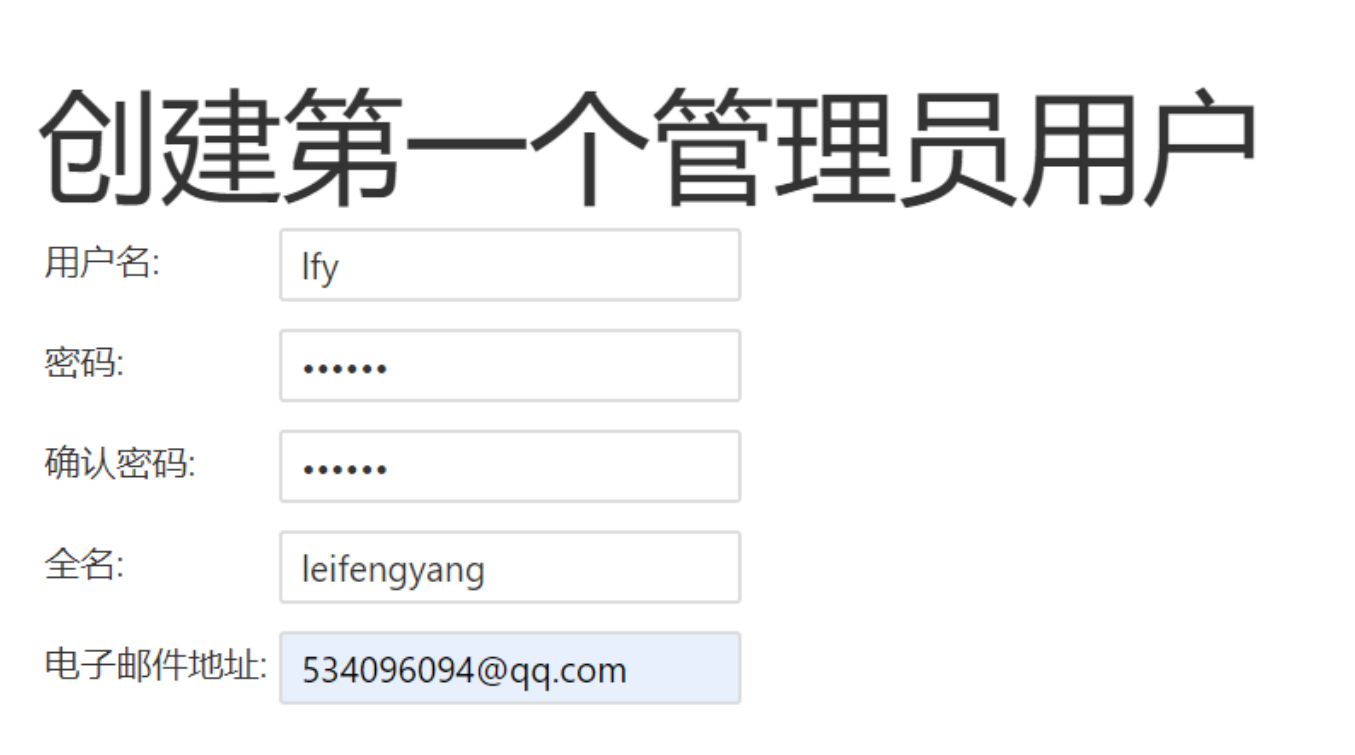 创建第一个管理员用户
用户名: lfy
密码: ••••••
确认密码: ••••••
全名: leifengyang
电子邮件地址: 534096094@qq.com